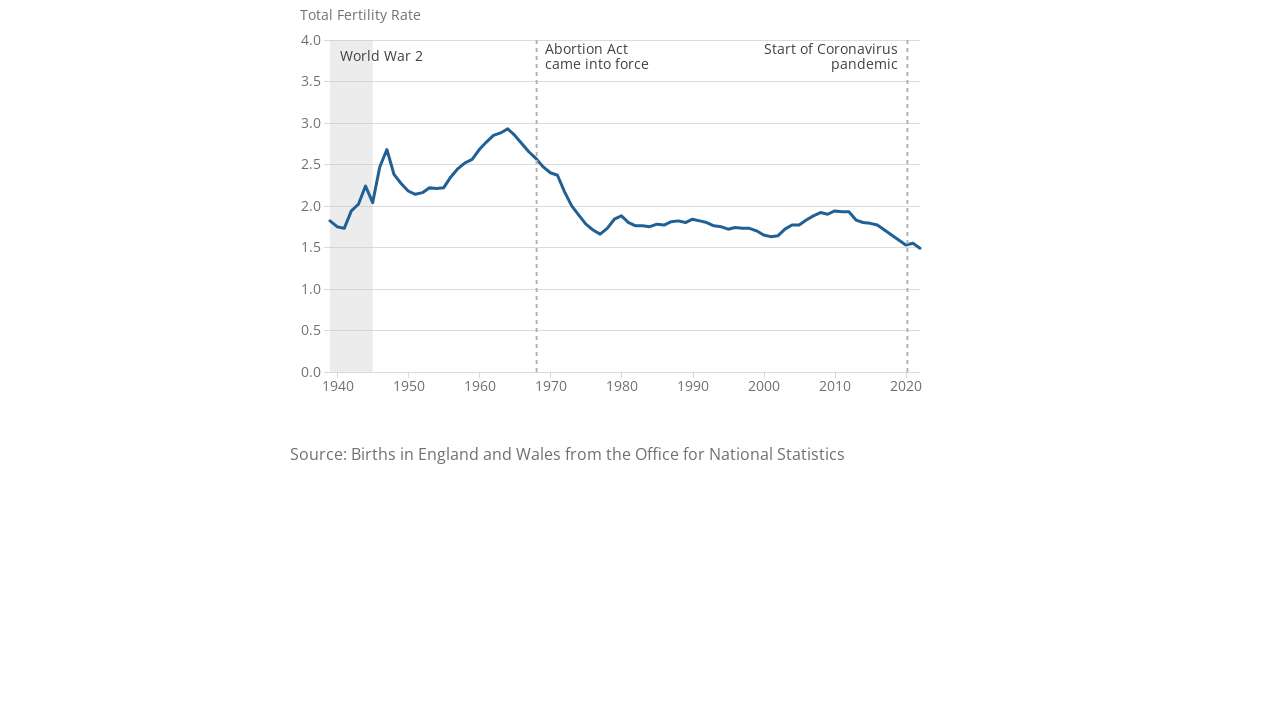 Total Fertility Rate
4.0
World War 2
Abortion Act
came into force
Start of Coronavirus
pandemic
3.5
3.0
2.5
2.0
1.5
1.0
0.5
0.0
1940 1950 1960 1970 1980 1990 2000 2010 2020
Source: Births in England and Wales from the Office for National Statistics